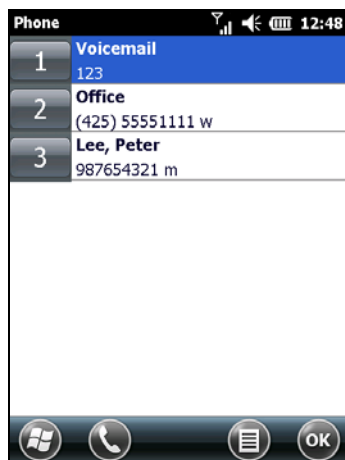 Phone 12:48
1 Voicemail
123
2 Office
(425) 55551111 w
3 Lee, Peter
987654321 m
OK